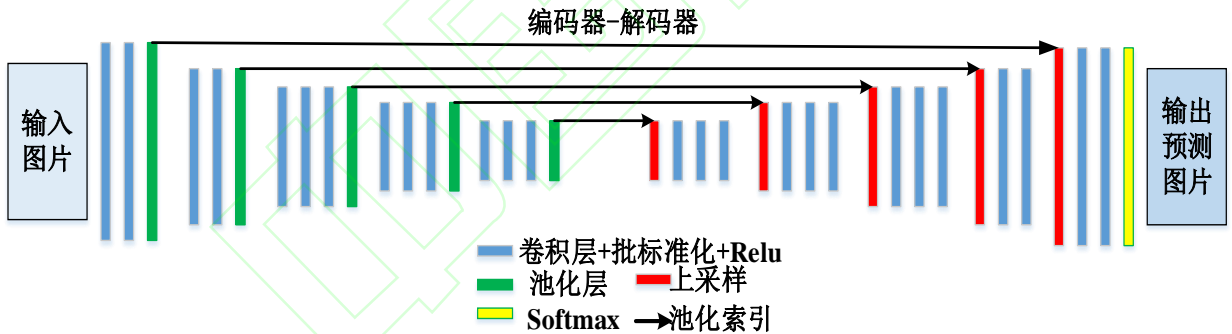 编码器-解码器
输入
图片
输出
预测
图片
卷积层+批标准化+Relu
池化层
上采样
Softmax
池化索引